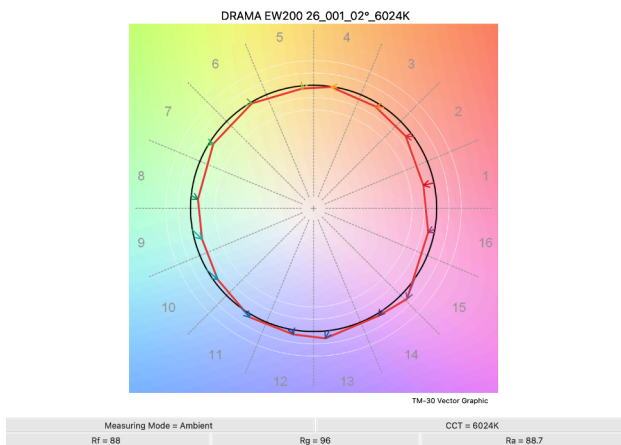 DRAMA EW200 26_001_02°_6024K
5 4
6 3
7 2
8 1
9 16
10 15
11 14
12 13
TM-30 Vector Graphic
Measuring Mode = Ambient CCT = 6024K
Rf = 88 Rg = 96 Ra = 88.7